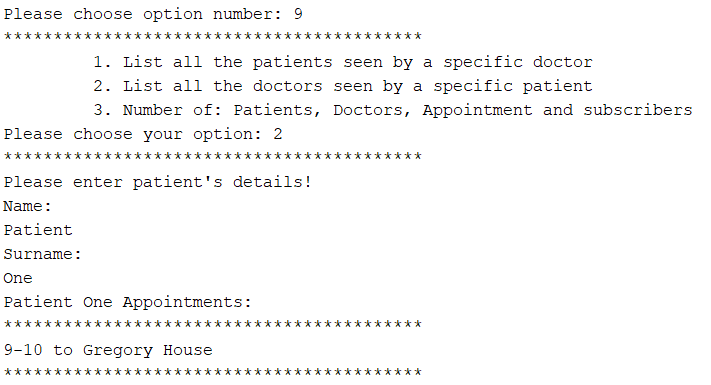 Please choose option number: 9
******************************************
1. List all the patients seen by a specific doctor
2. List all the doctors seen by a specific patient
3. Number of: Patients, Doctors, Appointment and subscribers
Please choose your option: 2
******************************************
Please enter patient's details!
Name:
Patient
Surname:
One
Patient One Appointments:
******************************************
9-10 to Gregory House
******************************************